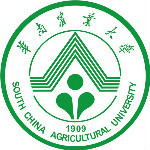 華南農業大學
1909
SOUTH CHINA AGRICULTURAL UNIVERSITY